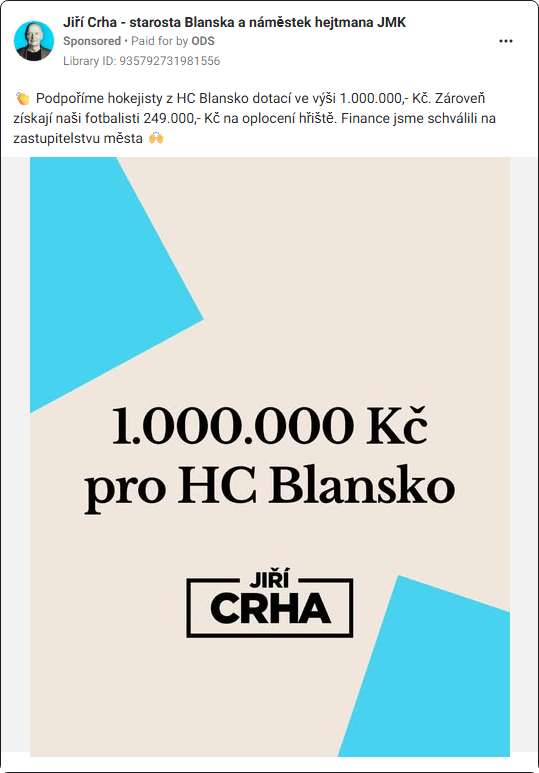 Jiří Crha - starosta Blanska a náměstek hejtmana JMK
Sponsored • Paid for by ODS
Library ID: 935792731981556
👏 Podpoříme hokejisty z HC Blansko dotací ve výši 1.000.000,- Kč. Zároveň
získají naši fotbalisti 249.000,- Kč na oplocení hřiště. Finance jsme schválili na
zastupitelstvu města 🙌
1.000.000 Kč
pro HC Blansko
JIŘÍ
CRHA